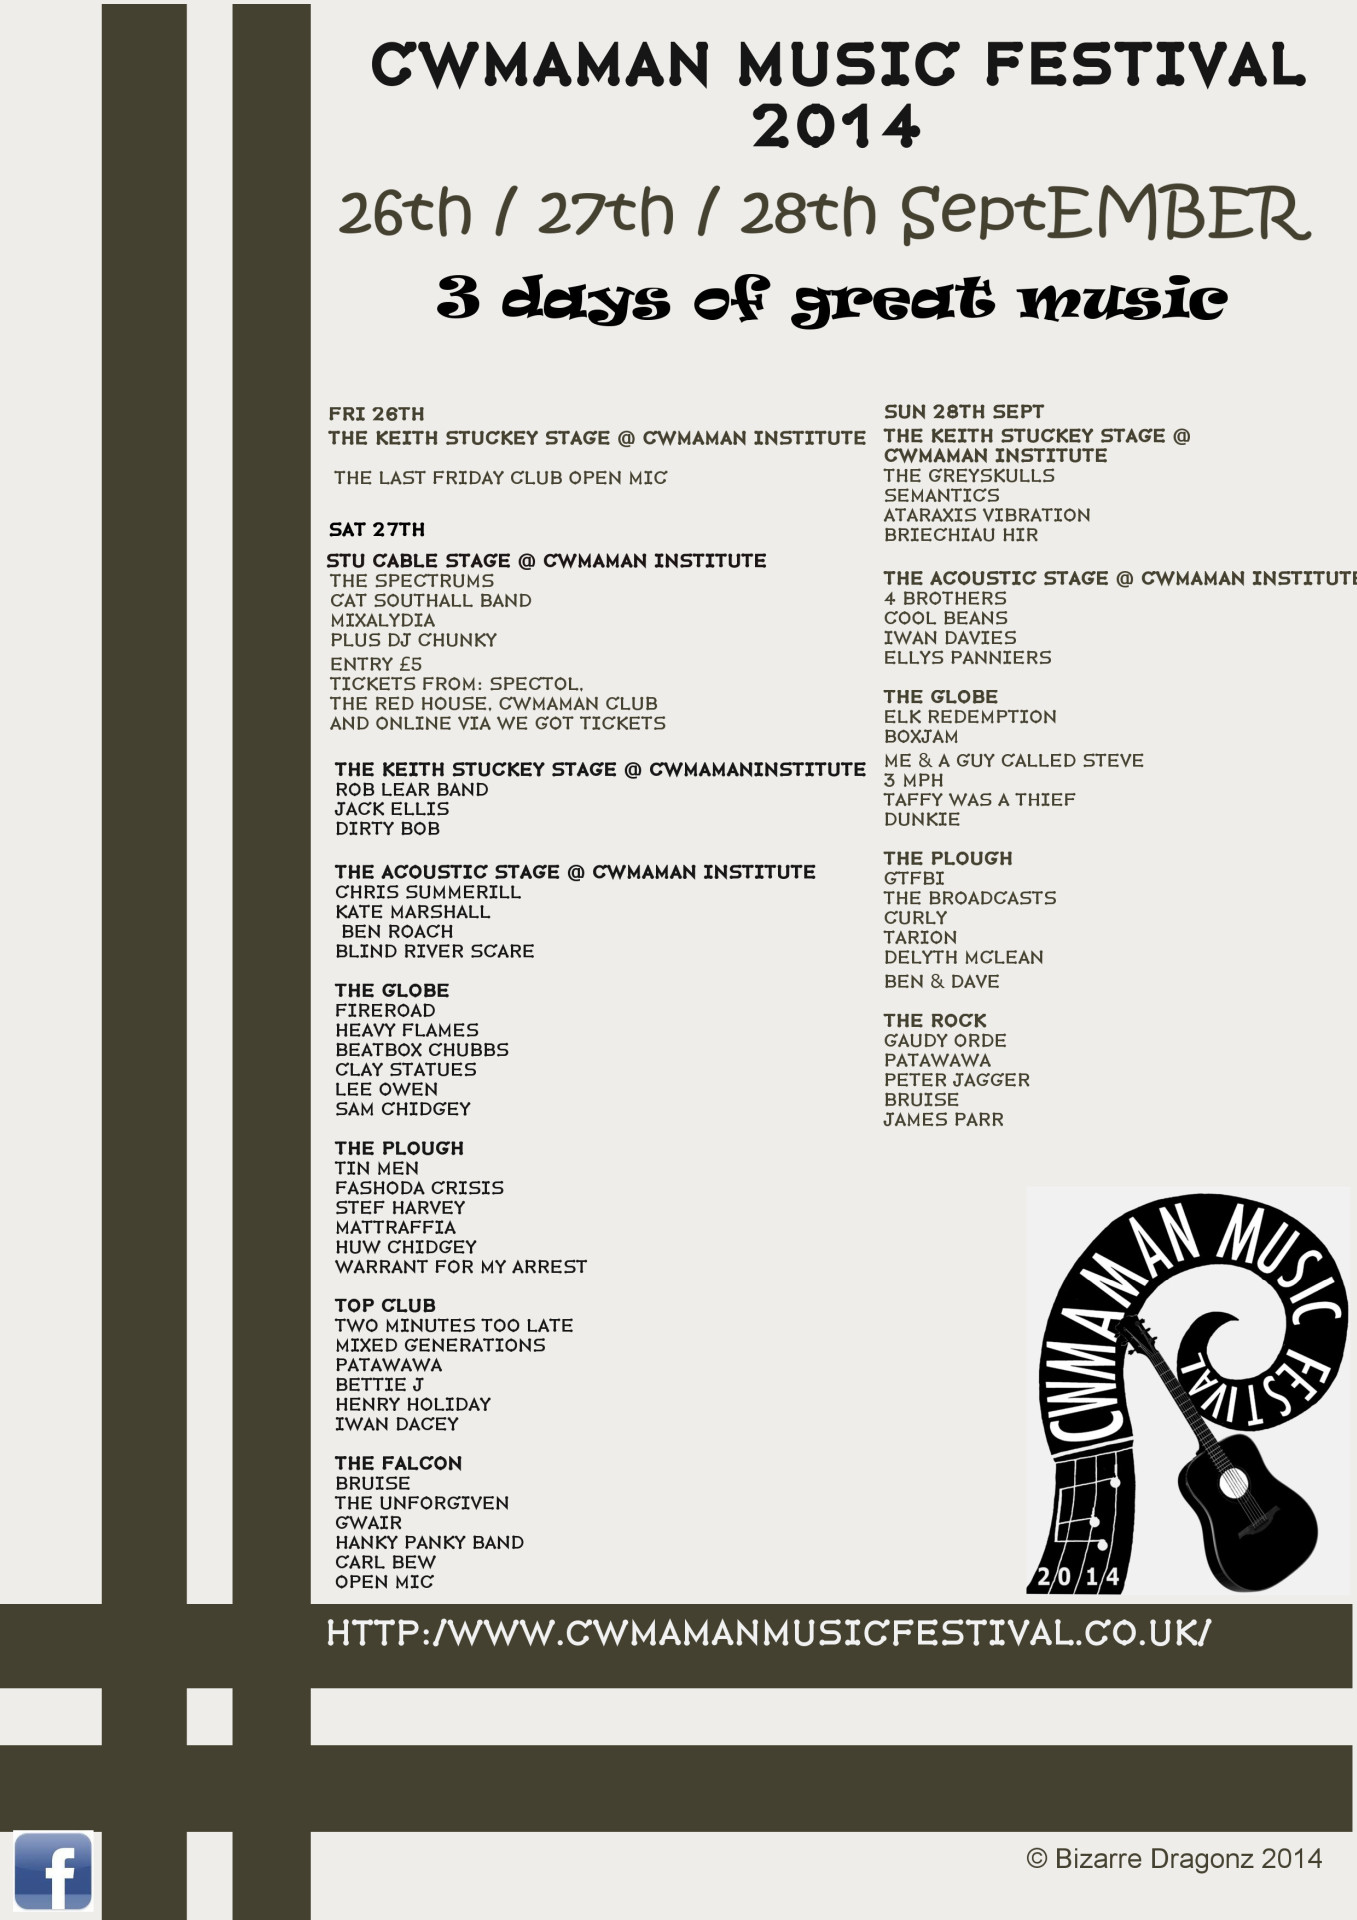 CWMAMAN MUSIC FESTIVAL
2014
26th / 27th / 28th SeptEMBER
3 days of great music
FRI 26TH
THE KEITH STUCKEY STAGE @ CWMAMAN INSTITUTE
THE LAST FRIDAY CLUB OPEN MIC
SAT 27TH
STU CABLE STAGE @ CWMAMAN INSTITUTE
THE SPECTRUMS
CAT SOUTHALL BAND
MIXALYDIA
PLUS DJ CHUNKY
ENTRY £5
TICKETS FROM: SPECTOL,
THE RED HOUSE, CWMAMAN CLUB
AND ONLINE VIA WE GOT TICKETS
THE KEITH STUCKEY STAGE @ CWMAMANINSTITUTE
ROB LEAR BAND
JACK ELLIS
DIRTY BOB
THE ACOUSTIC STAGE @ CWMAMAN INSTITUTE
CHRIS SUMMERILL
KATE MARSHALL
BEN ROACH
BLIND RIVER SCARE
THE GLOBE
FIREROAD
HEAVY FLAMES
BEATBOX CHUBBS
CLAY STATUES
LEE OWEN
SAM CHIDGEY
THE PLOUGH
TIN MEN
FASHODA CRISIS
STEF HARVEY
MATTRAFFIA
HUW CHIDGEY
WARRANT FOR MY ARREST
TOP CLUB
TWO MINUTES TOO LATE
MIXED GENERATIONS
PATAWAWA
BETTIE J
HENRY HOLIDAY
IWAN DACEY
THE FALCON
BRUISE
THE UNFORGIVEN
GWAIR
HANKY PANKY BAND
CARL BEW
OPEN MIC
SUN 28TH SEPT
THE KEITH STUCKEY STAGE @
CWMAMAN INSTITUTE
THE GREYSKULLS
SEMANTICS
ATARAXIS VIBRATION
BRIECHIAU HIR
THE ACOUSTIC STAGE @ CWMAMAN INSTITUTE
4 BROTHERS
COOL BEANS
IWAN DAVIES
ELLYS PANNIERS
THE GLOBE
ELK REDEMPTION
BOXJAM
ME & A GUY CALLED STEVE
3 MPH
TAFFY WAS A THIEF
DUNKIE
THE PLOUGH
GTFBI
THE BROADCASTS
CURLY
TARION
DELYTH MCLEAN
BEN & DAVE
THE ROCK
GAUDY ORDE
PATAWAWA
PETER JAGGER
BRUISE
JAMES PARR
CWMAMAN MUSIC FESTIVAL
2014
HTTP:/WWW.CWMAMANMUSICFESTIVAL.CO.UK/
f
© Bizarre Dragonz 2014